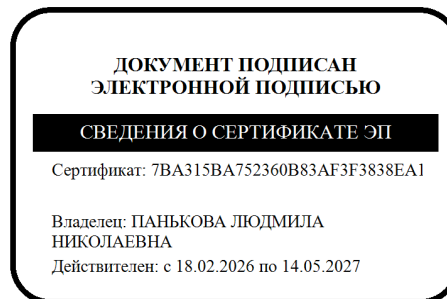 ДОКУМЕНТ ПОДПИСАН
ЭЛЕКТРОННОЙ ПОДПИСЬЮ
СВЕДЕНИЯ О СЕРТИФИКАТЕ ЭП
Сертификат: 7BA315BA752360B83AF3F3838EA1
Владелец: ПАНЬКОВА ЛЮДМИЛА
НИКОЛАЕВНА
Действителен: с 18.02.2026 по 14.05.2027